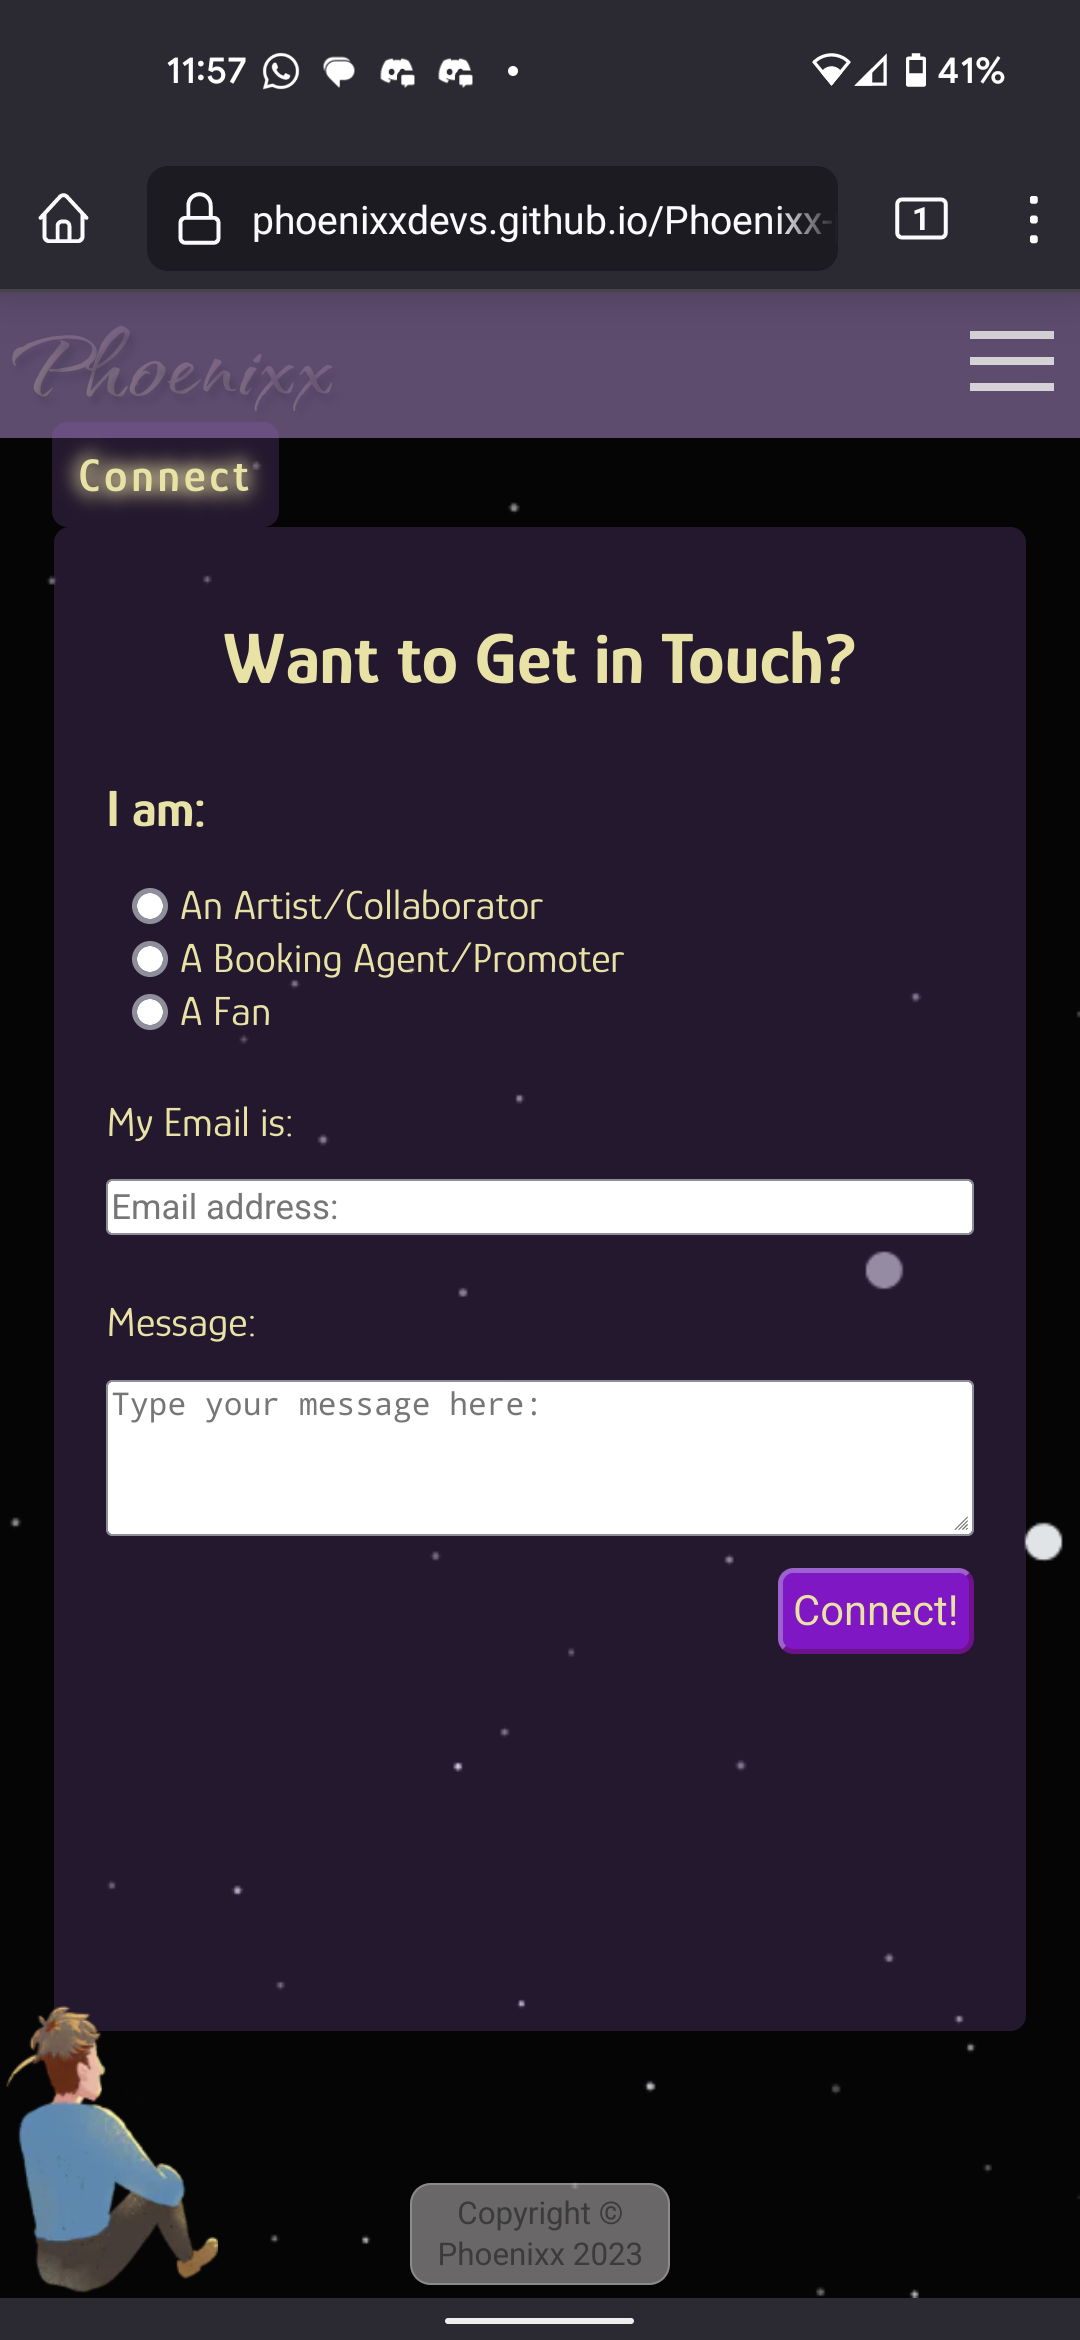 11:57
41%
phoenixxdevs.github.io/Phoenixx-
1
Phoenixx
Connect
Want to Get in Touch?
I am:
An Artist/Collaborator
A Booking Agent/Promoter
A Fan
My Email is:
Email address:
Message:
Type your message here:
Connect!
Copyright ©
Phoenixx 2023